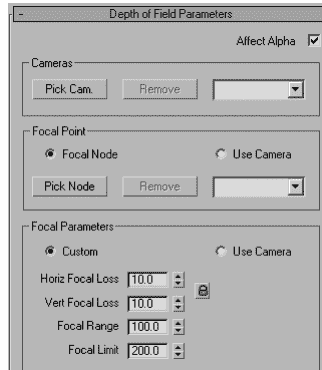 - Depth of Field Parameters
Affect Alpha
Cameras
Pick Cam. Remove
Focal Point
Focal Node Use Camera
Pick Node Remove
Focal Parameters
Custom Use Camera
Horiz Focal Loss 10.0
Vert Focal Loss 10.0
Focal Range 100.0
Focal Limit 200.0